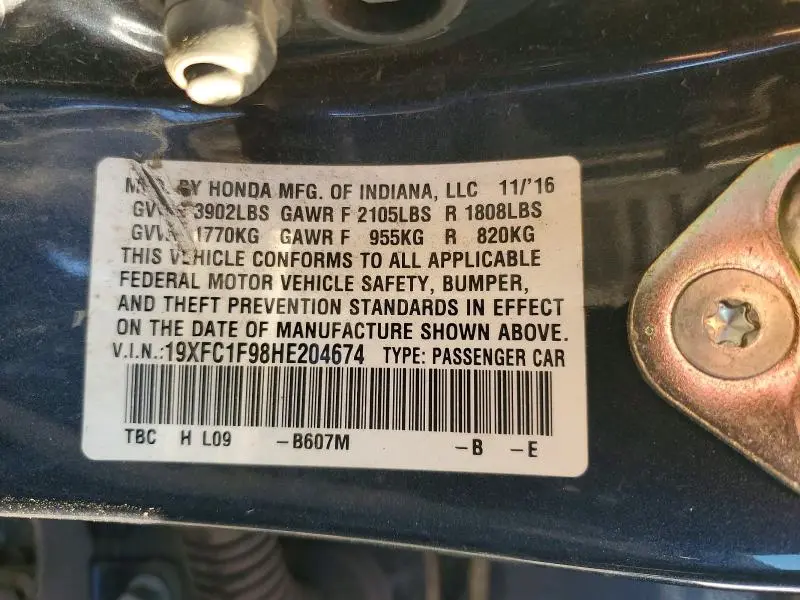 BY HONDA MFG. OF INDIANA, LLC 11/'16
3902LBS GAWR F 2105LBS R 1808LBS
1770KG GAWR F 955KG R 820KG
THIS VEHICLE CONFORMS TO ALL APPLICABLE
FEDERAL MOTOR VEHICLE SAFETY, BUMPER,
AND THEFT PREVENTION STANDARDS IN EFFECT
ON THE DATE OF MANUFACTURE SHOWN ABOVE.
V.I.N.:19XFC1F98HE204674 TYPE: PASSENGER CAR
TBC H L09 -B607M -B -E